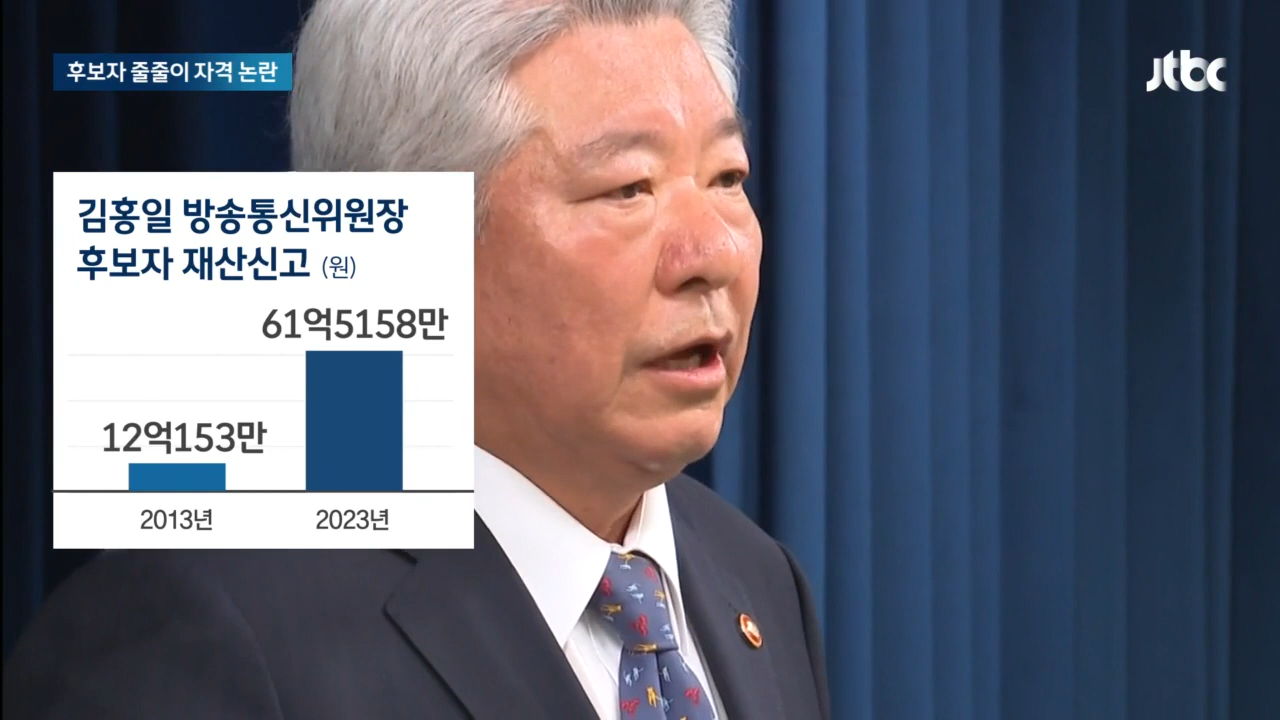 후보자 줄줄이 자격 논란
jtbc
김홍일 방송통신위원장
후보자 재산신고 (원)
61억5158만
12억153만
2013년
2023년